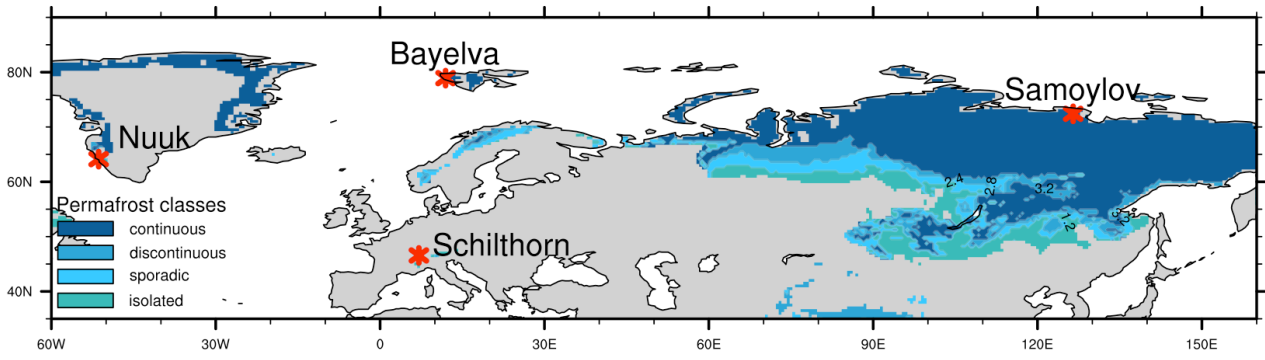 Bayelva
80N
Samoylov
Nuuk
2.4
2.8
3.2
60N
Permafrost classes
continuous
1.2
discontinuous
Schilthorn
sporadic
isolated
40N
60W 30W 0 30E 60E 90E 120E 150E